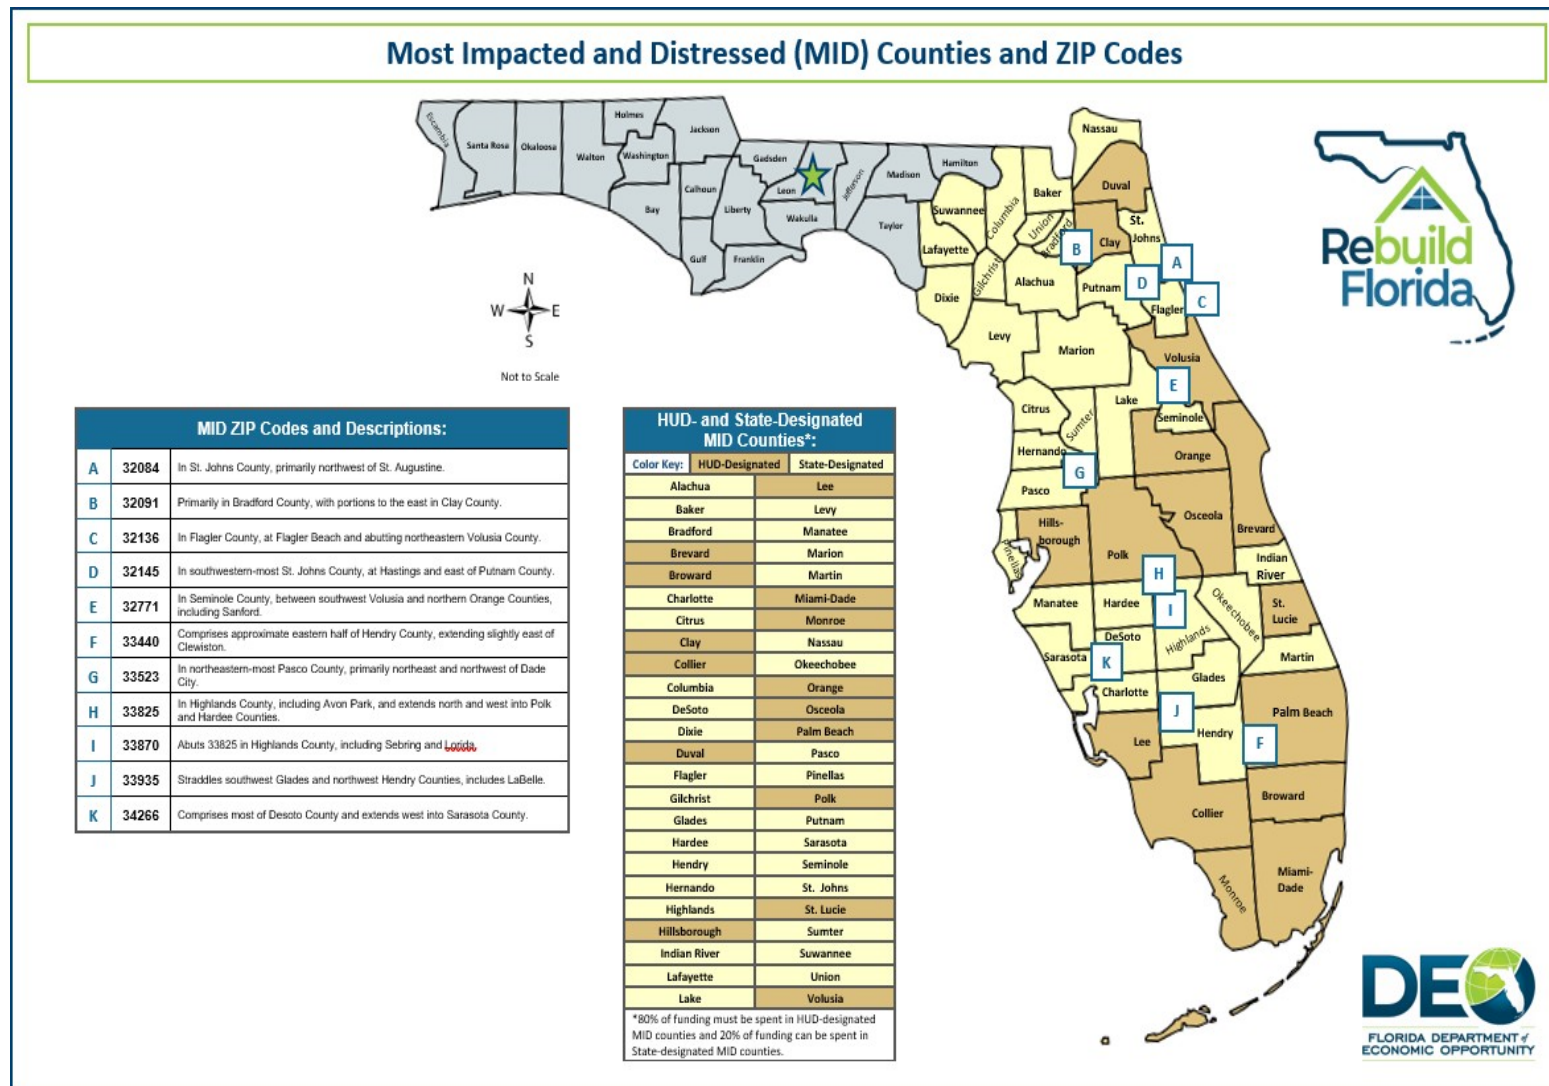 Most Impacted and Distressed (MID) Counties and ZIP Codes
Escambia
Santa Rosa
Okaloosa
Walton
Holmes
Washington
Jackson
Bay
Calhoun
Gulf
Liberty
Franklin
Gadsden
Leon
Wakulla
Jefferson
Madison
Taylor
Hamilton
Suwannee
Lafayette
Dixie
Columbia
Gilchrist
Baker
Union
Bradford
Alachua
Levy
Nassau
Duval
Clay
St.
Johns
Putnam
Flagler
Marion
Volusia
Citrus
Sumter
Lake
Seminole
Hernando
Orange
Pasco
Pinellas
Hills-
borough
Polk
Osceola
Brevard
Indian
River
Manatee
Hardee
Highlands
Okeechobee
St.
Lucie
DeSoto
Sarasota
Martin
Charlotte
Glades
Lee
Hendry
Palm Beach
Collier
Broward
Monroe
Miami-
Dade
A
B
C
D
E
G
H
I
K
J
F
N
W E
S
Not to Scale
Rebuild
Florida
MID ZIP Codes and Descriptions:
A 32084 In St. Johns County, primarily northwest of St. Augustine.
B 32091 Primarily in Bradford County, with portions to the east in Clay County.
C 32136 In Flagler County, at Flagler Beach and abutting northeastern Volusia County.
D 32145 In southwestern-most St. Johns County, at Hastings and east of Putnam County.
E 32771 In Seminole County, between southwest Volusia and northern Orange Counties,
including Sanford.
F 33440 Comprises approximate eastern half of Hendry County, extending slightly east of
Clewiston.
G 33523 In northeastern-most Pasco County, primarily northeast and northwest of Dade
City.
H 33825 In Highlands County, including Avon Park, and extends north and west into Polk
and Hardee Counties.
I 33870 Abuts 33825 in Highlands County, including Sebring and Lorida.
J 33935 Straddles southwest Glades and northwest Hendry Counties, includes LaBelle.
K 34266 Comprises most of Desoto County and extends west into Sarasota County.
HUD- and State-Designated
MID Counties*:
Color Key: HUD-Designated State-Designated
Alachua Lee
Baker Levy
Bradford Manatee
Brevard Marion
Broward Martin
Charlotte Miami-Dade
Citrus Monroe
Clay Nassau
Collier Okeechobee
Columbia Orange
DeSoto Osceola
Dixie Palm Beach
Duval Pasco
Flagler Pinellas
Gilchrist Polk
Glades Putnam
Hardee Sarasota
Hendry Seminole
Hernando St. Johns
Highlands St. Lucie
Hillsborough Sumter
Indian River Suwannee
Lafayette Union
Lake Volusia
*80% of funding must be spent in HUD-designated
MID counties and 20% of funding can be spent in
State-designated MID counties.
DEO
FLORIDA DEPARTMENT of
ECONOMIC OPPORTUNITY